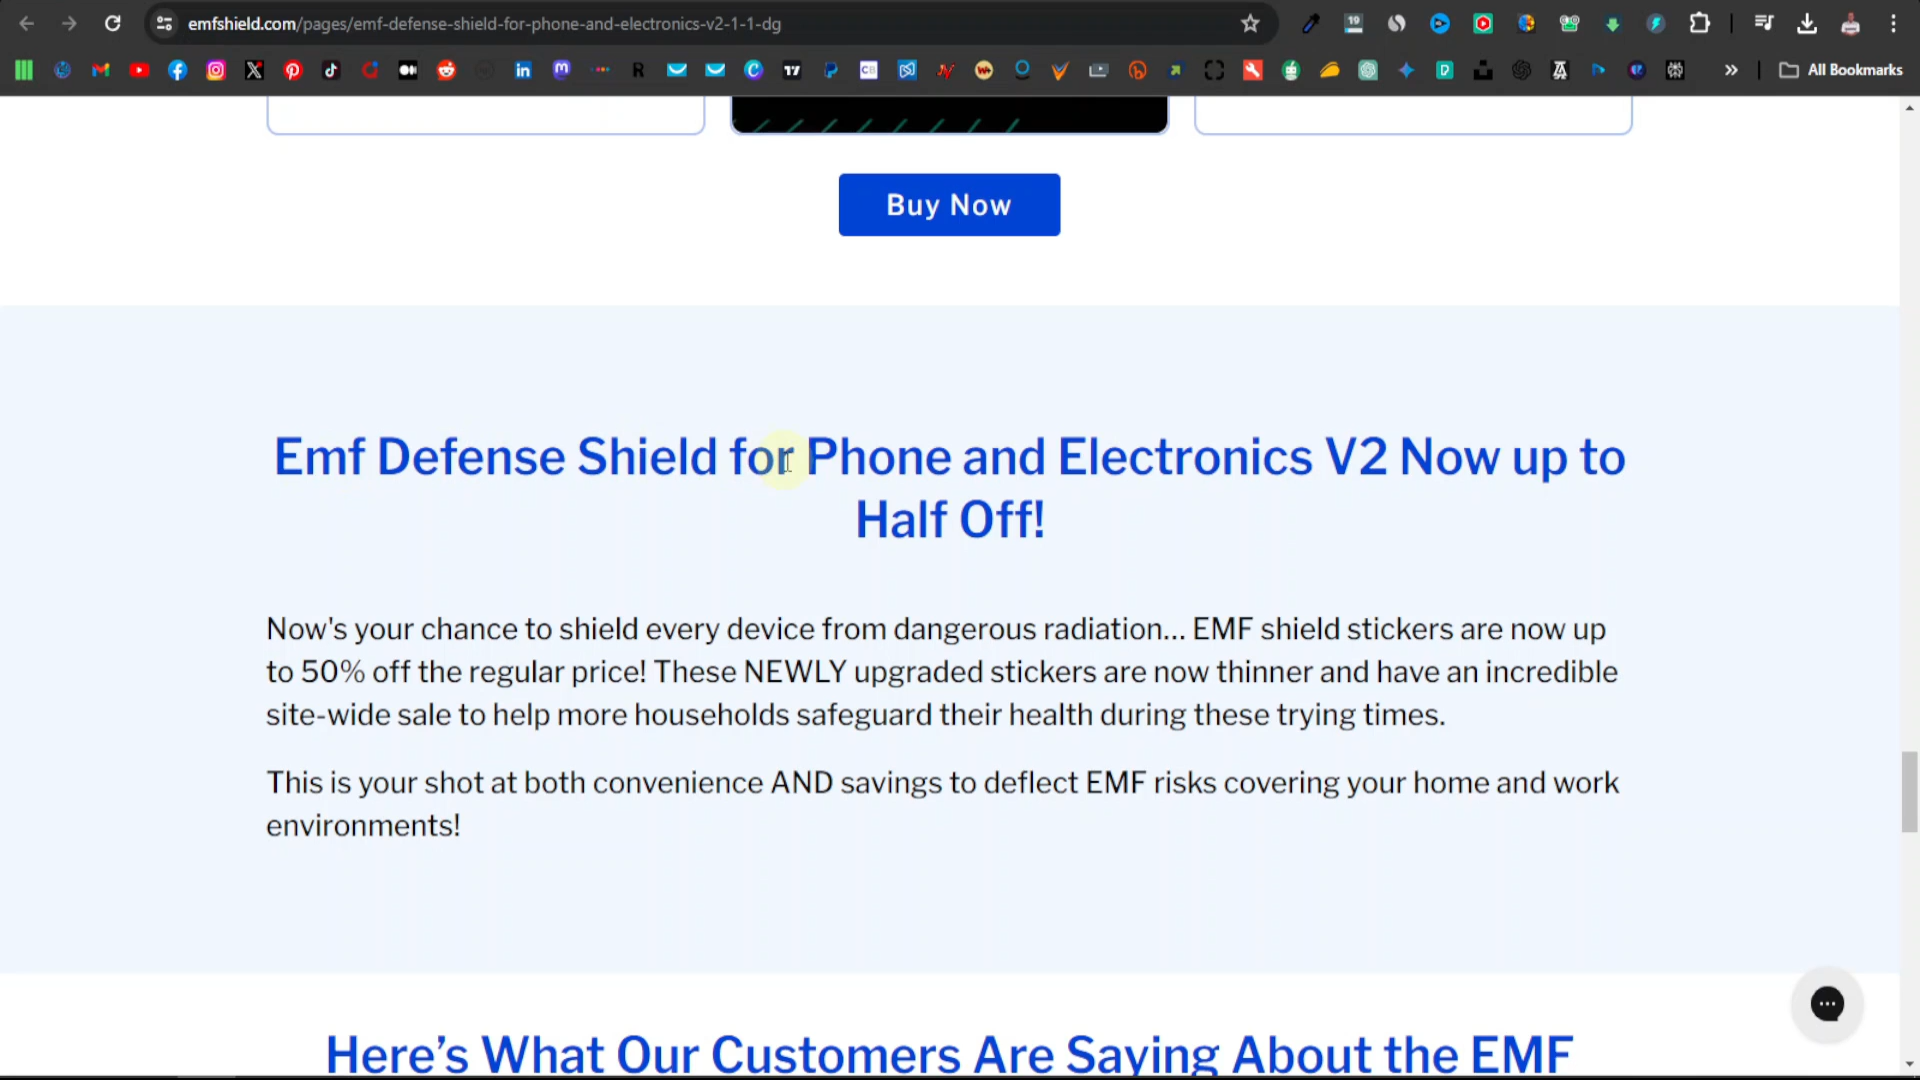 emfshield.com/pages/emf-defense-shield-for-phone-and-electronics-v2-1-1-dg
All Bookmarks
Buy Now
Emf Defense Shield for Phone and Electronics V2 Now up to
Half Off!
Now's your chance to shield every device from dangerous radiation... EMF shield stickers are now up
to 50% off the regular price! These NEWLY upgraded stickers are now thinner and have an incredible
site-wide sale to help more households safeguard their health during these trying times.
This is your shot at both convenience AND savings to deflect EMF risks covering your home and work
environments!
Here’s What Our Customers Are Saying About the EMF